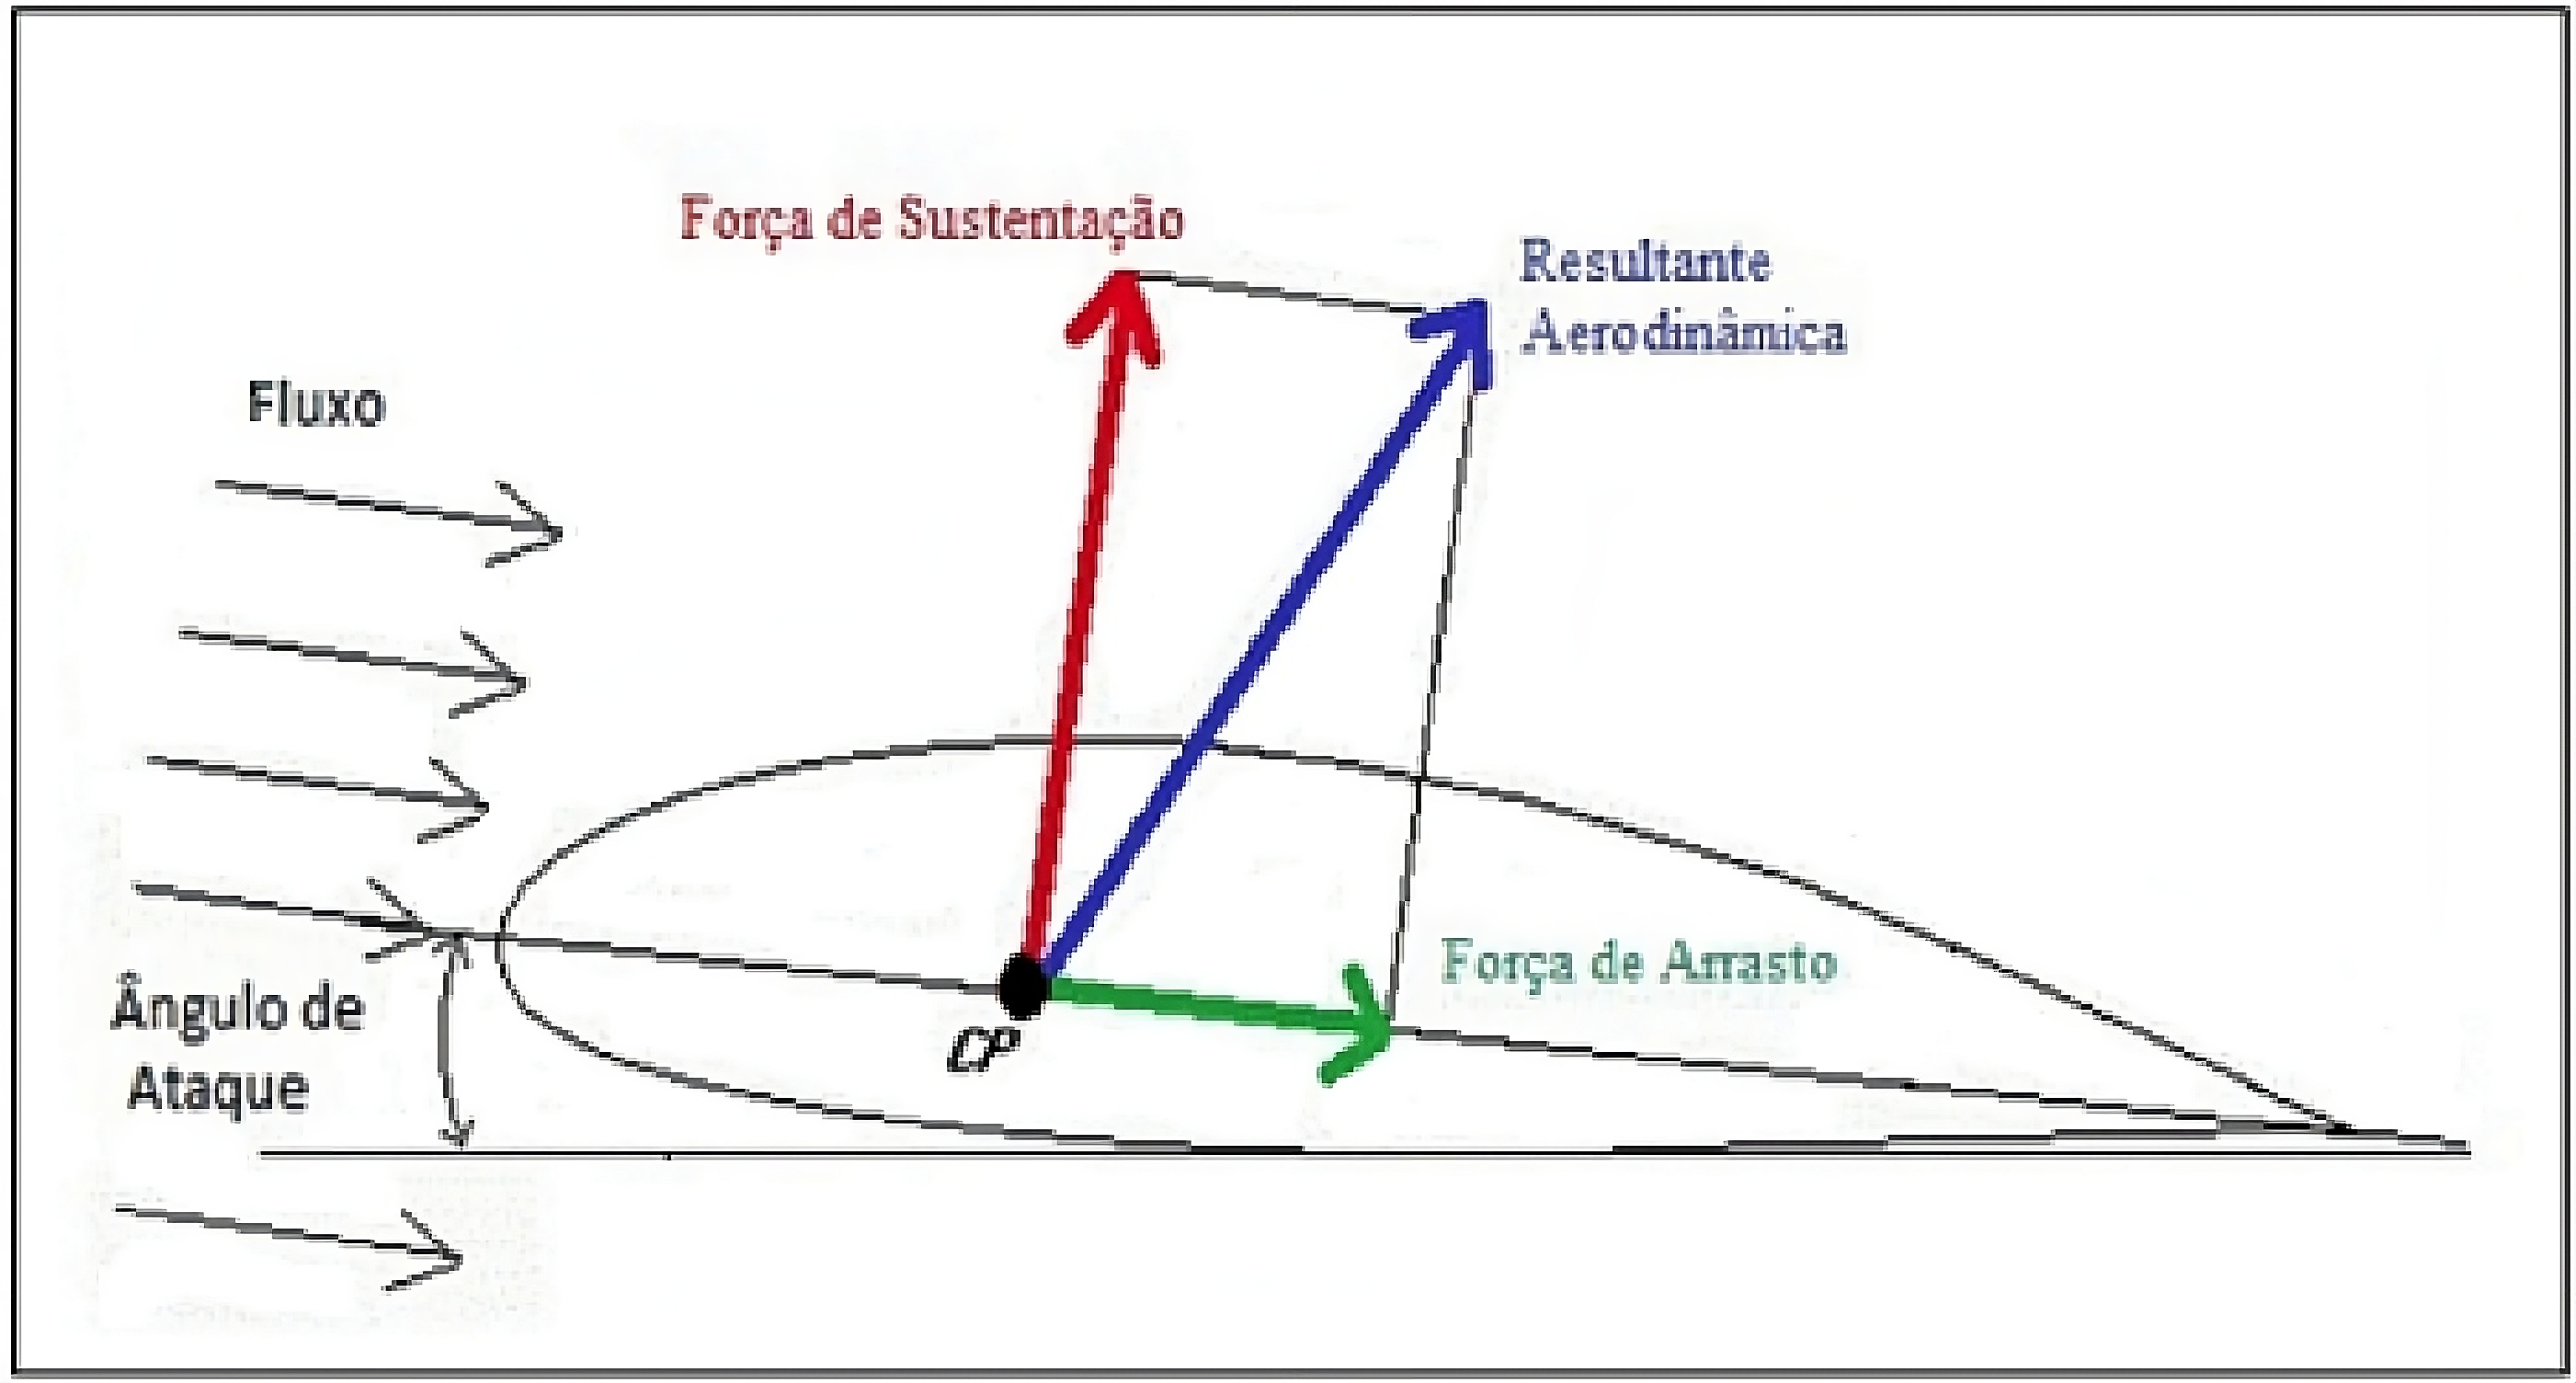 Força de Sustentação
Resultante
Aerodinâmica
Fluxo
Força de Arrasto
Ângulo de
Ataque
CP